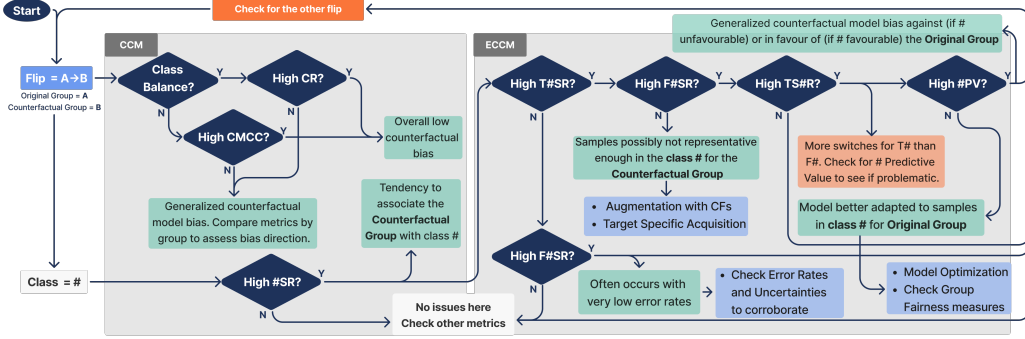 Start
Check for the other flip
Generalized counterfactual model bias against (if #
unfavourable) or in favour of (if # favourable) the Original Group
CCM
ECCM
Flip = A→B
Original Group = A
Counterfactual Group = B
Class
Balance?
Y
N
High CR?
Y
N
High CMCC?
Y
N
Overall low
counterfactual
bias
Generalized counterfactual
model bias. Compare metrics by
group to assess bias direction.
Tendency to
associate the
Counterfactual
Group with class #
Class = #
High #SR?
Y
N
No issues here
Check other metrics
High T#SR?
Y
N
High F#SR?
Y
N
High TS#R?
Y
N
High #PV?
Y
N
Samples possibly not representative
enough in the class # for the
Counterfactual Group
• Augmentation with CFs
• Target Specific Acquisition
More switches for T# than
F#. Check for # Predictive
Value to see if problematic.
Model better adapted to samples
in class # for Original Group
High F#SR?
Y
N
Often occurs with
very low error rates
• Check Error Rates
and Uncertainties
to corroborate
• Model Optimization
• Check Group
Fairness measures